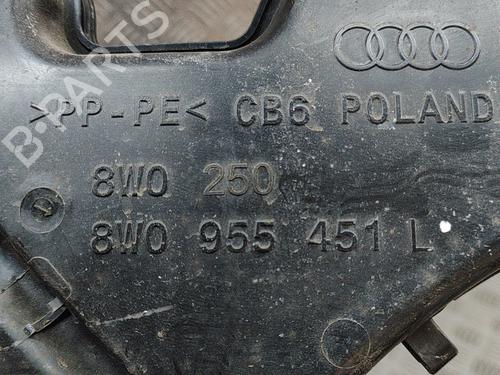 >PP-PE< CB6 POLAND
8W0 250
8W0 955 451 L
B-PARTS